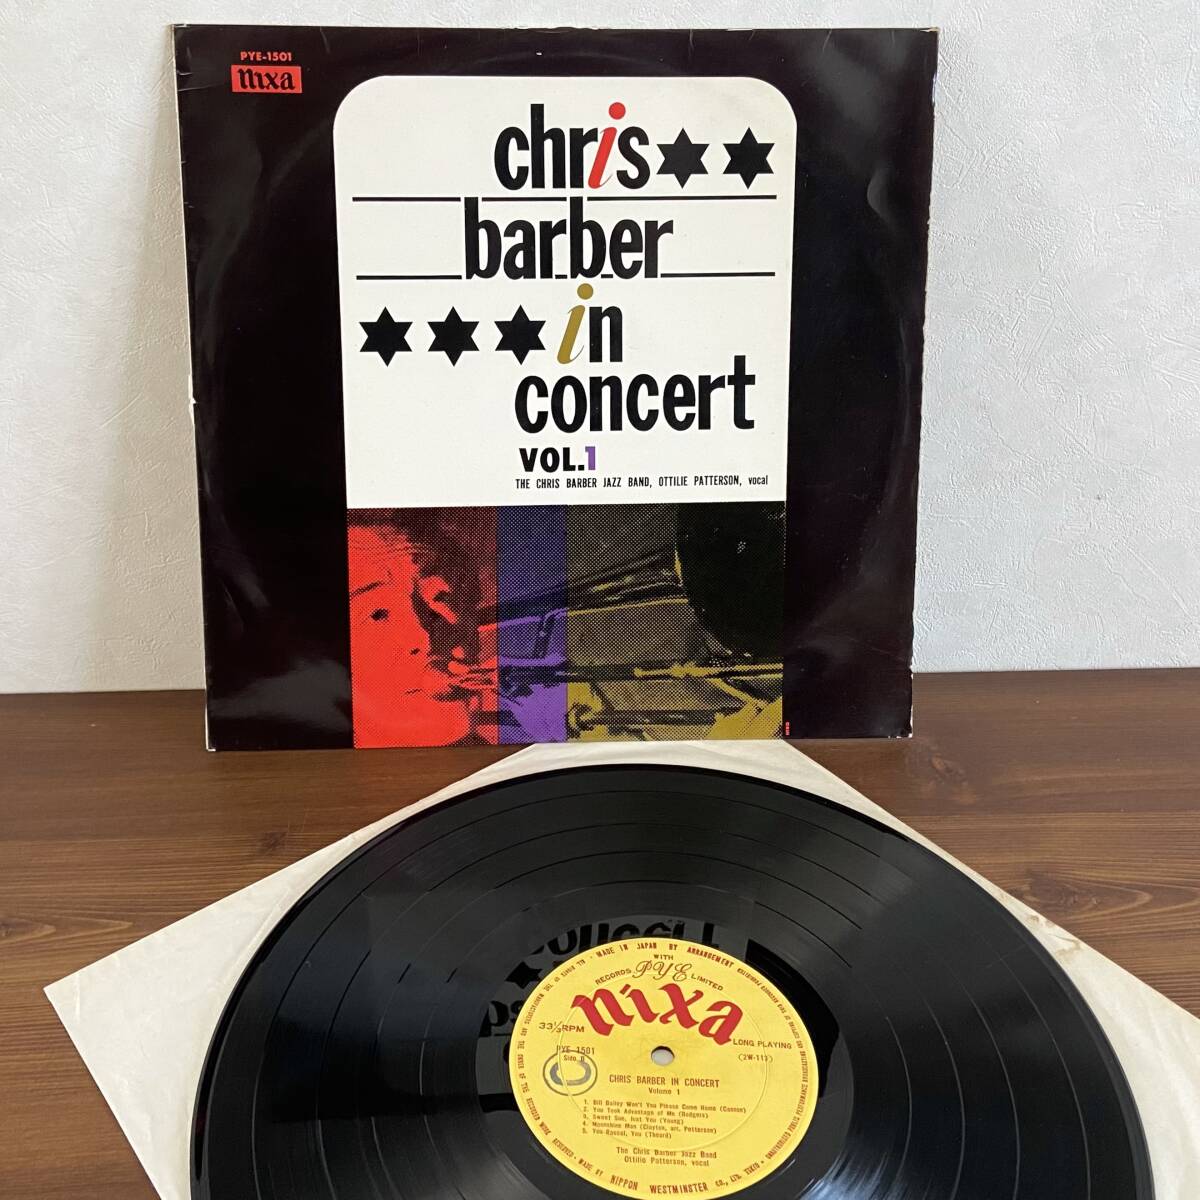 PYE-1501
nixa
chris
barber
in
concert
VOL.1
THE CHRIS BARBER JAZZ BAND, OTTILIE PATTERSON, vocal
MADE IN JAPAN BY ARRANGEMENT
WITH
RECORDS PYE LIMITED
nixa
33⅓RPM
LONG PLAYING
PYE-1501
(2W-111)
Side B
CHRIS BARBER IN CONCERT
Volume 1
1. Bill Bailey Won't You Please Come Home (Cannon)
2. You Took Advantage of Me (Rodgers)
3. Sweet Sue, Just You (Young)
4. Moonshine Man (Clayton, arr. Patterson)
5. You Rascal, You (Theard)
The Chris Barber Jazz Band
Ottilie Patterson, vocal
MADE BY NIPPON WESTMINSTER CO., LTD. TOKYO